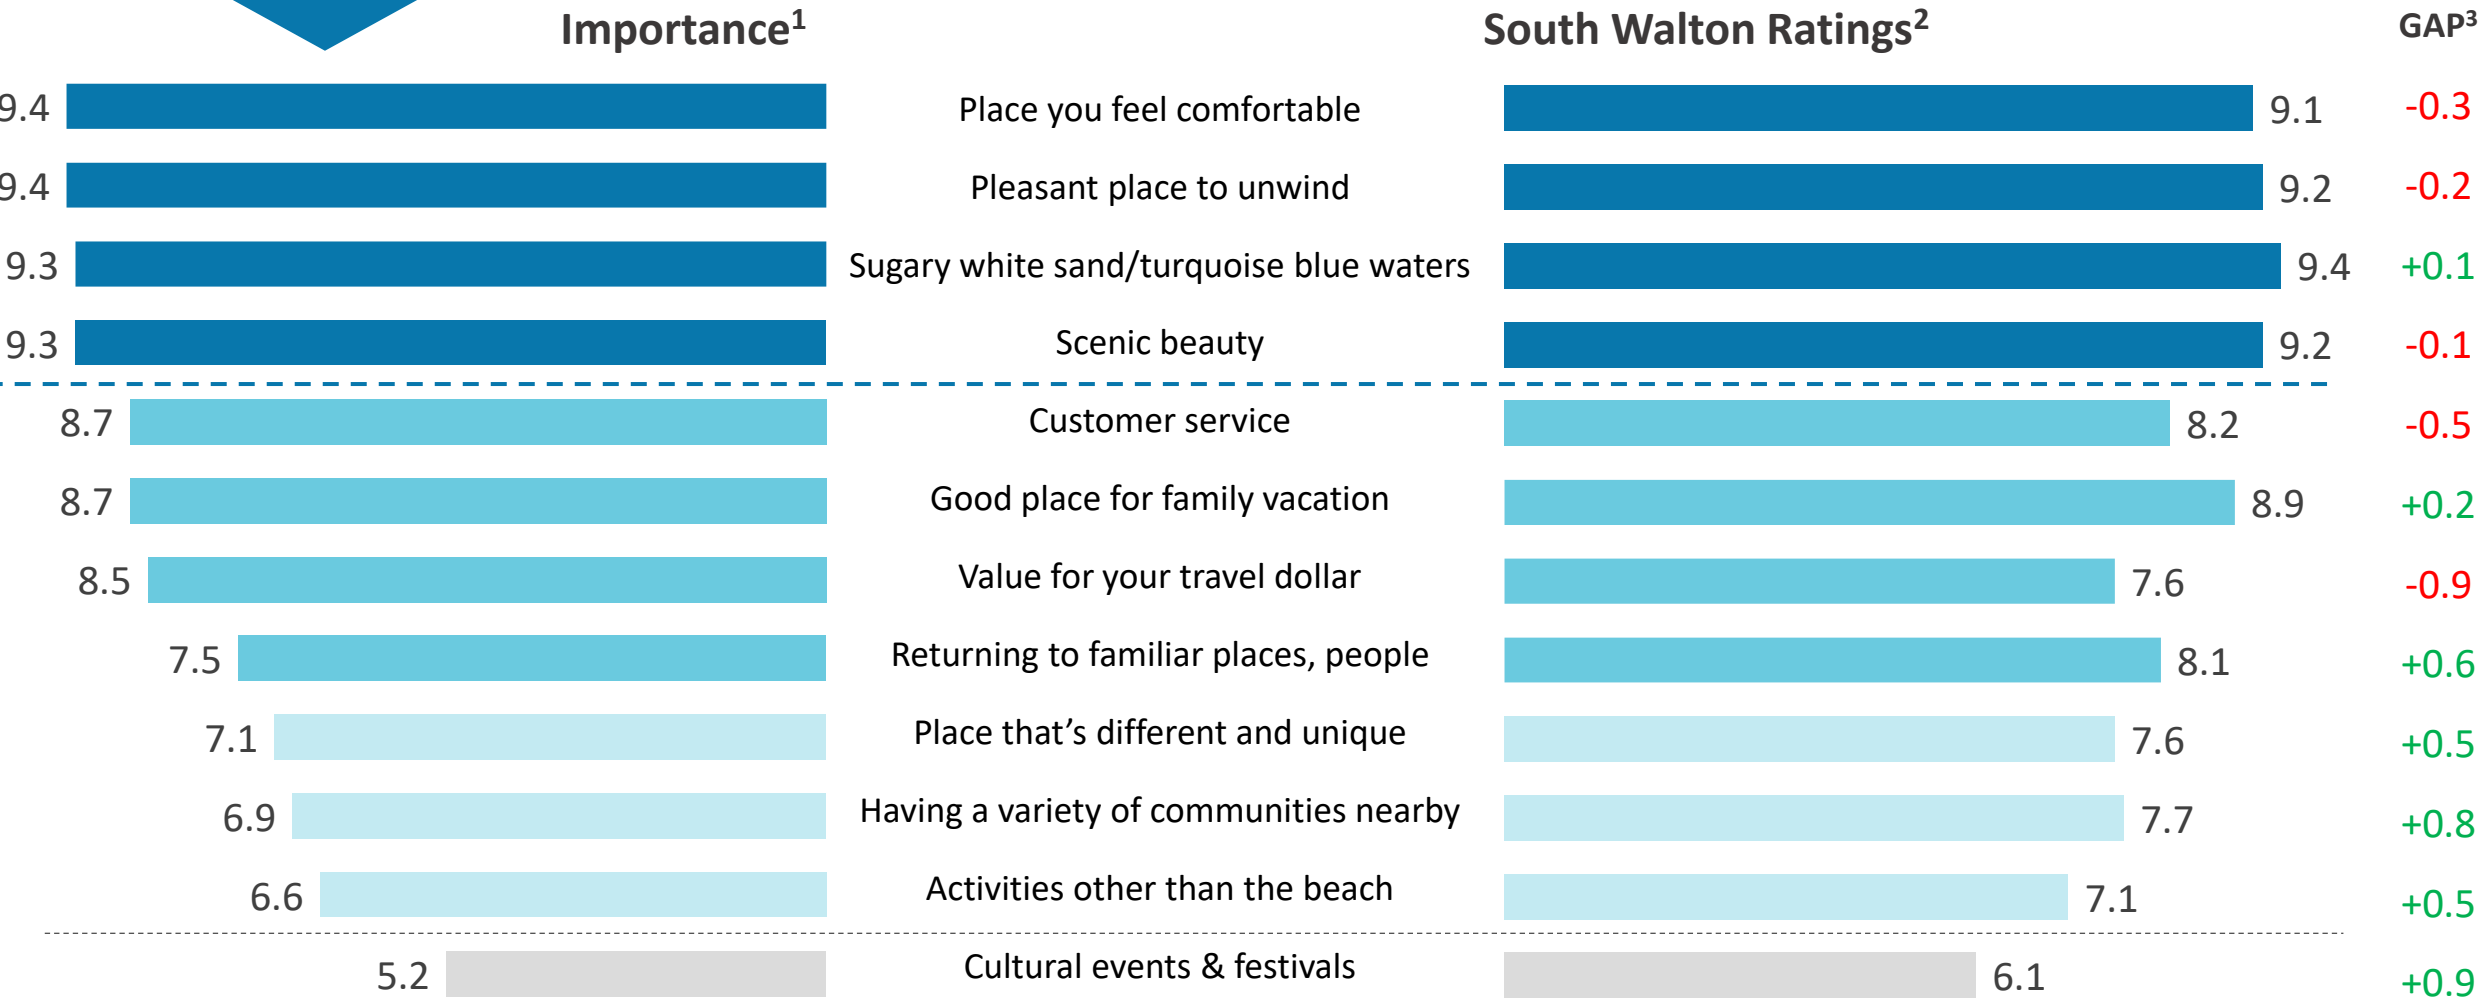 Importance¹ South Walton Ratings² GAP³
9.4 Place you feel comfortable 9.1 -0.3
9.4 Pleasant place to unwind 9.2 -0.2
9.3 Sugary white sand/turquoise blue waters 9.4 +0.1
9.3 Scenic beauty 9.2 -0.1
8.7 Customer service 8.2 -0.5
8.7 Good place for family vacation 8.9 +0.2
8.5 Value for your travel dollar 7.6 -0.9
7.5 Returning to familiar places, people 8.1 +0.6
7.1 Place that’s different and unique 7.6 +0.5
6.9 Having a variety of communities nearby 7.7 +0.8
6.6 Activities other than the beach 7.1 +0.5
5.2 Cultural events & festivals 6.1 +0.9